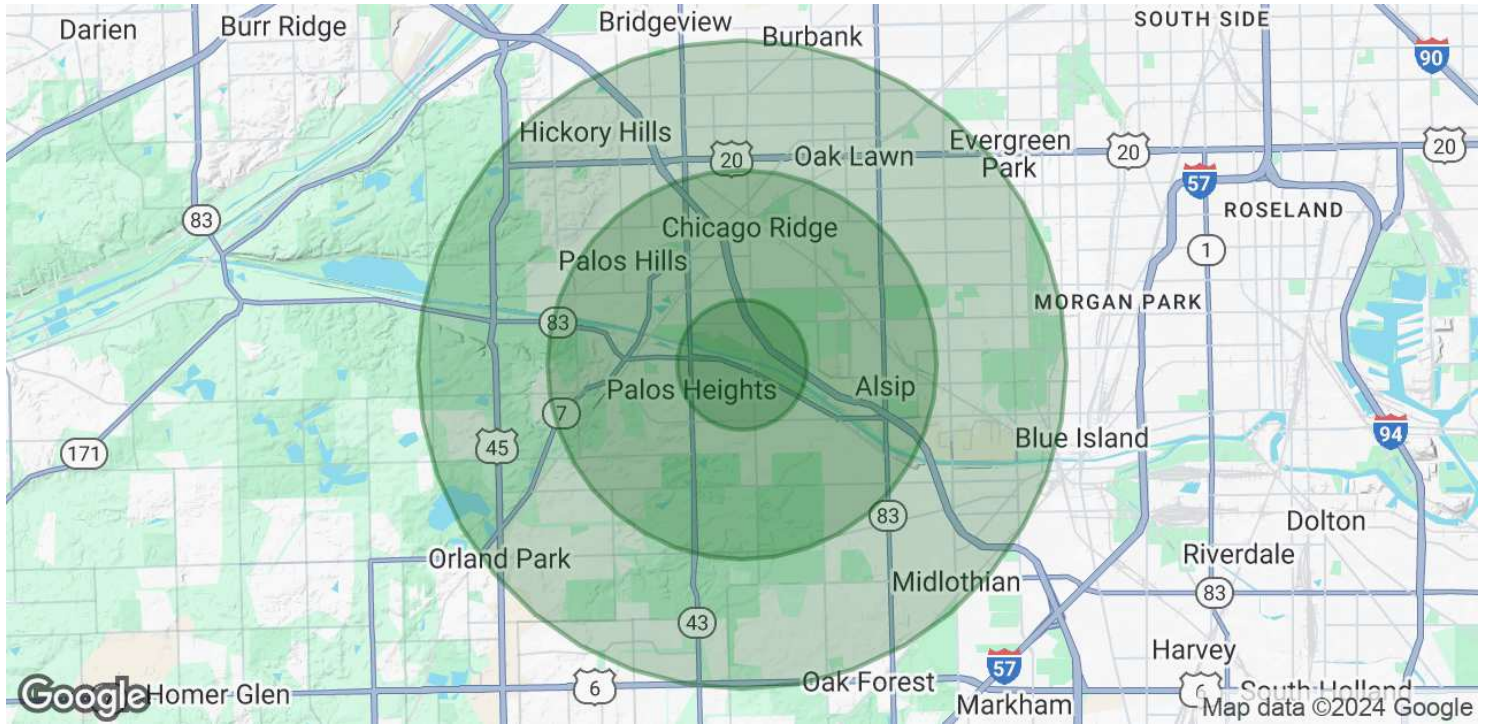 SOUTH SIDE
Bridgeview
Darien
Burr Ridge
Burbank
90
Hickory Hills
Evergreen
Park
20
Oak Lawn
20
20
57
83
Chicago Ridge
ROSELAND
1
Palos Hills
MORGAN PARK
83
Palos Heights
Alsip
7
94
45
Blue Island
171
83
Dolton
Orland Park
Riverdale
Midlothian
83
43
Harvey
57
Oak Forest
6
6
South Holland
Google
Homer Glen
Markham
Map data ©2024 Google